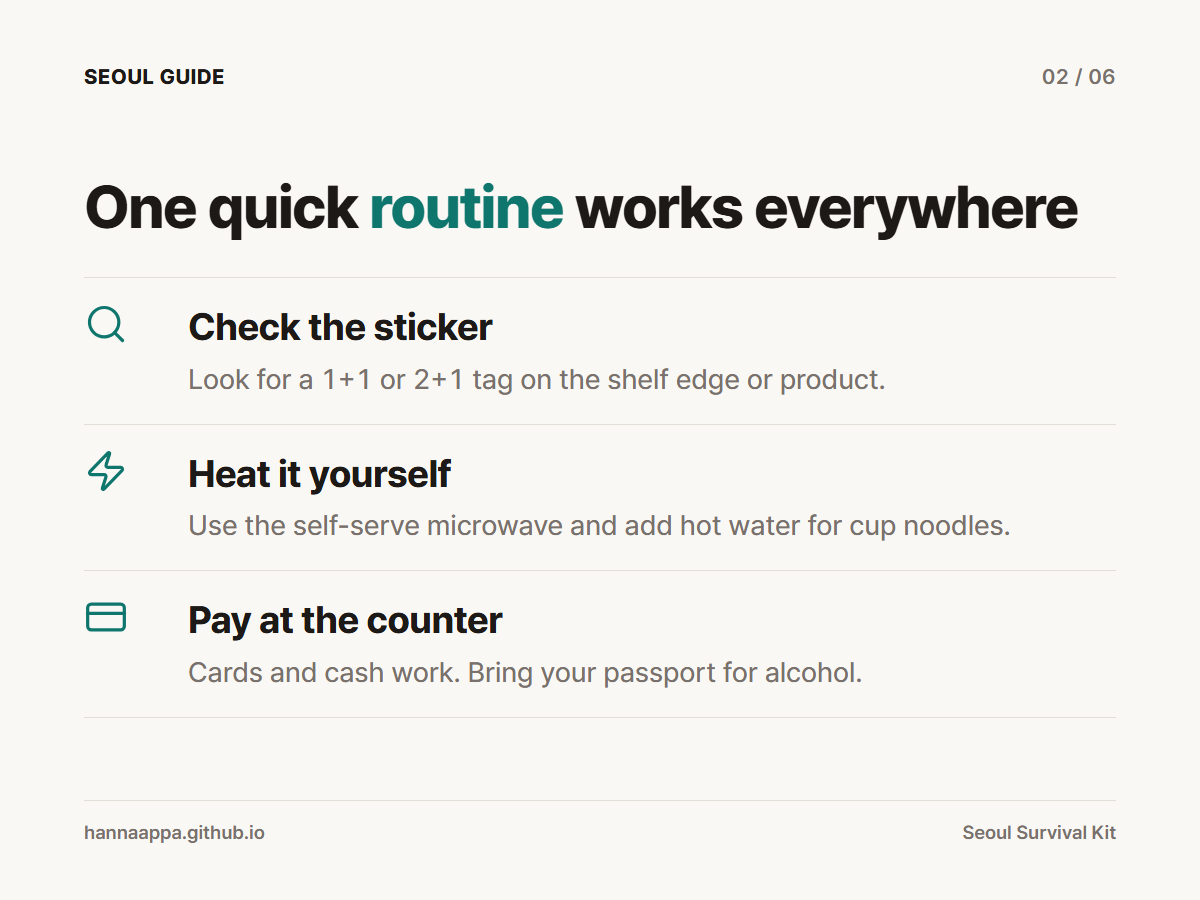 SEOUL GUIDE
02 / 06
One quick routine works everywhere
Check the sticker
Look for a 1+1 or 2+1 tag on the shelf edge or product.
Heat it yourself
Use the self-serve microwave and add hot water for cup noodles.
Pay at the counter
Cards and cash work. Bring your passport for alcohol.
hannaappa.github.io
Seoul Survival Kit